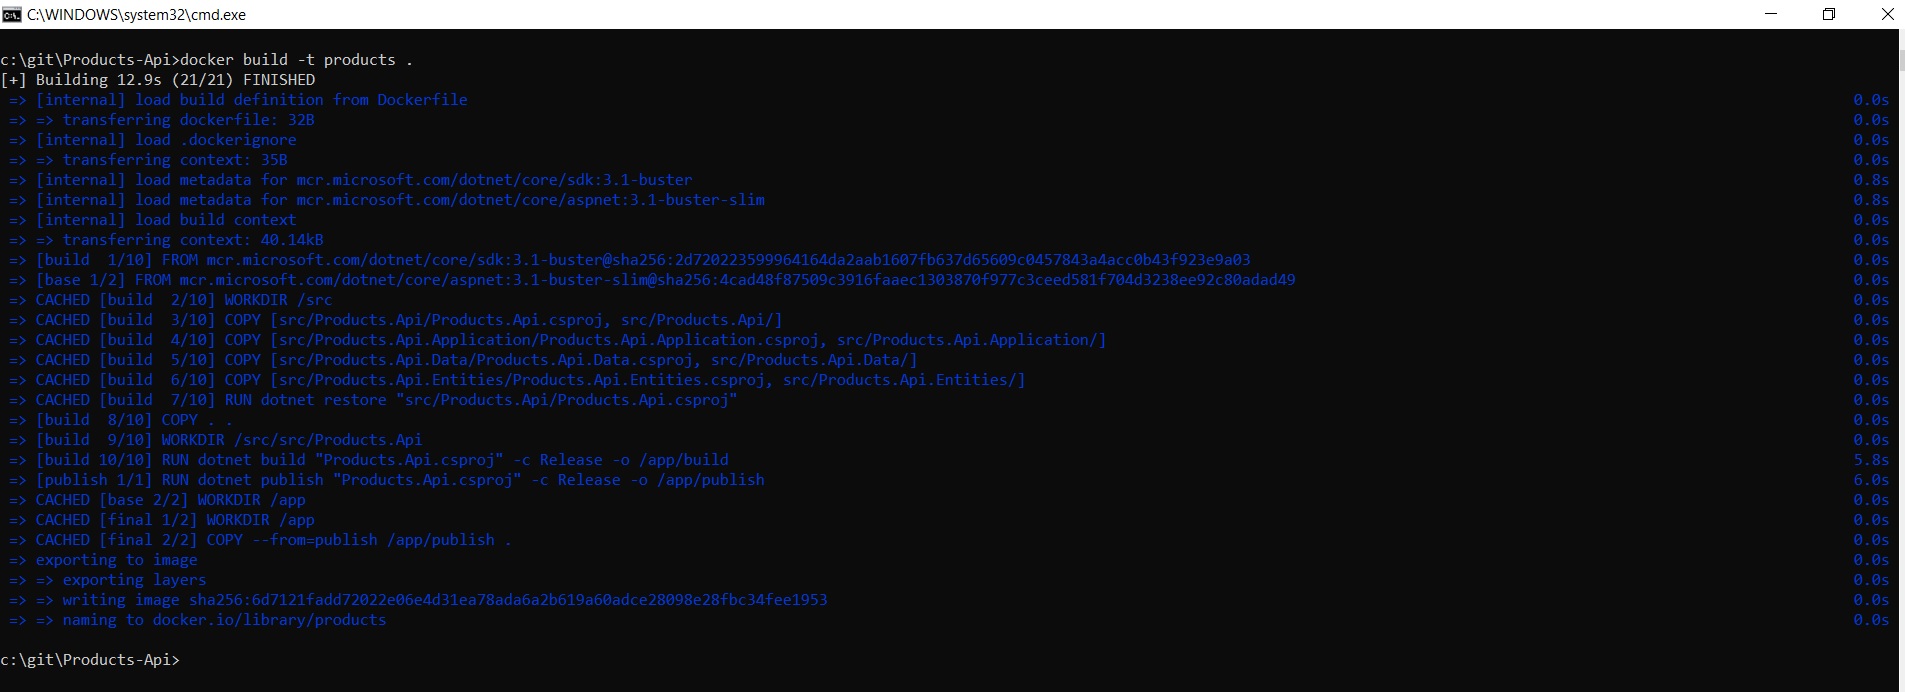 C:\WINDOWS\system32\cmd.exe
c:\git\Products-Api>docker build -t products .
[+] Building 12.9s (21/21) FINISHED
=> [internal] load build definition from Dockerfile 0.0s
=> => transferring dockerfile: 32B 0.0s
=> [internal] load .dockerignore 0.0s
=> => transferring context: 35B 0.0s
=> [internal] load metadata for mcr.microsoft.com/dotnet/core/sdk:3.1-buster 0.8s
=> [internal] load metadata for mcr.microsoft.com/dotnet/core/aspnet:3.1-buster-slim 0.8s
=> [internal] load build context 0.0s
=> => transferring context: 40.14kB 0.0s
=> [build  1/10] FROM mcr.microsoft.com/dotnet/core/sdk:3.1-buster@sha256:2d720223599964164da2aab1607fb637d65609c0457843a4acc0b43f923e9a03 0.0s
=> [base 1/2] FROM mcr.microsoft.com/dotnet/core/aspnet:3.1-buster-slim@sha256:4cad48f87509c3916faaec1303870f977c3ceed581f704d3238ee92c80adad49 0.0s
=> CACHED [build  2/10] WORKDIR /src 0.0s
=> CACHED [build  3/10] COPY [src/Products.Api/Products.Api.csproj, src/Products.Api/] 0.0s
=> CACHED [build  4/10] COPY [src/Products.Api.Application/Products.Api.Application.csproj, src/Products.Api.Application/] 0.0s
=> CACHED [build  5/10] COPY [src/Products.Api.Data/Products.Api.Data.csproj, src/Products.Api.Data/] 0.0s
=> CACHED [build  6/10] COPY [src/Products.Api.Entities/Products.Api.Entities.csproj, src/Products.Api.Entities/] 0.0s
=> CACHED [build  7/10] RUN dotnet restore "src/Products.Api/Products.Api.csproj" 0.0s
=> [build  8/10] COPY . . 0.0s
=> [build  9/10] WORKDIR /src/src/Products.Api 0.0s
=> [build 10/10] RUN dotnet build "Products.Api.csproj" -c Release -o /app/build 5.8s
=> [publish 1/1] RUN dotnet publish "Products.Api.csproj" -c Release -o /app/publish 6.0s
=> CACHED [base 2/2] WORKDIR /app 0.0s
=> CACHED [final 1/2] WORKDIR /app 0.0s
=> CACHED [final 2/2] COPY --from=publish /app/publish . 0.0s
=> exporting to image 0.0s
=> => exporting layers 0.0s
=> => writing image sha256:6d7121fadd72022e06e4d31ea78ada6a2b619a60adce28098e28fbc34fee1953 0.0s
=> => naming to docker.io/library/products 0.0s
c:\git\Products-Api>